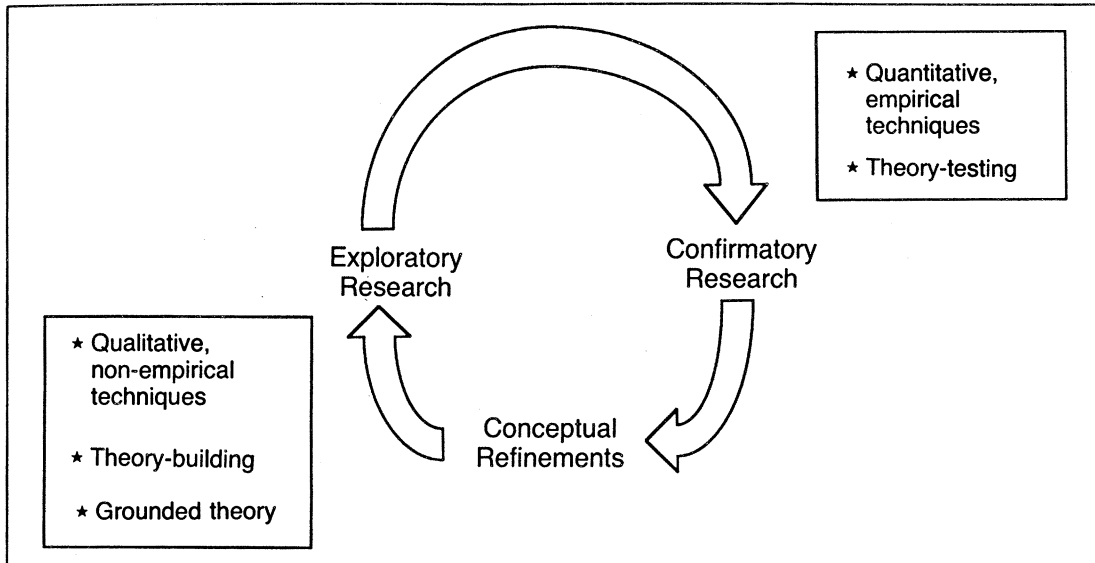 ★ Quantitative,
empirical
techniques
★ Theory-testing
Exploratory
Research
Confirmatory
Research
★ Qualitative,
non-empirical
techniques
★ Theory-building
★ Grounded theory
Conceptual
Refinements